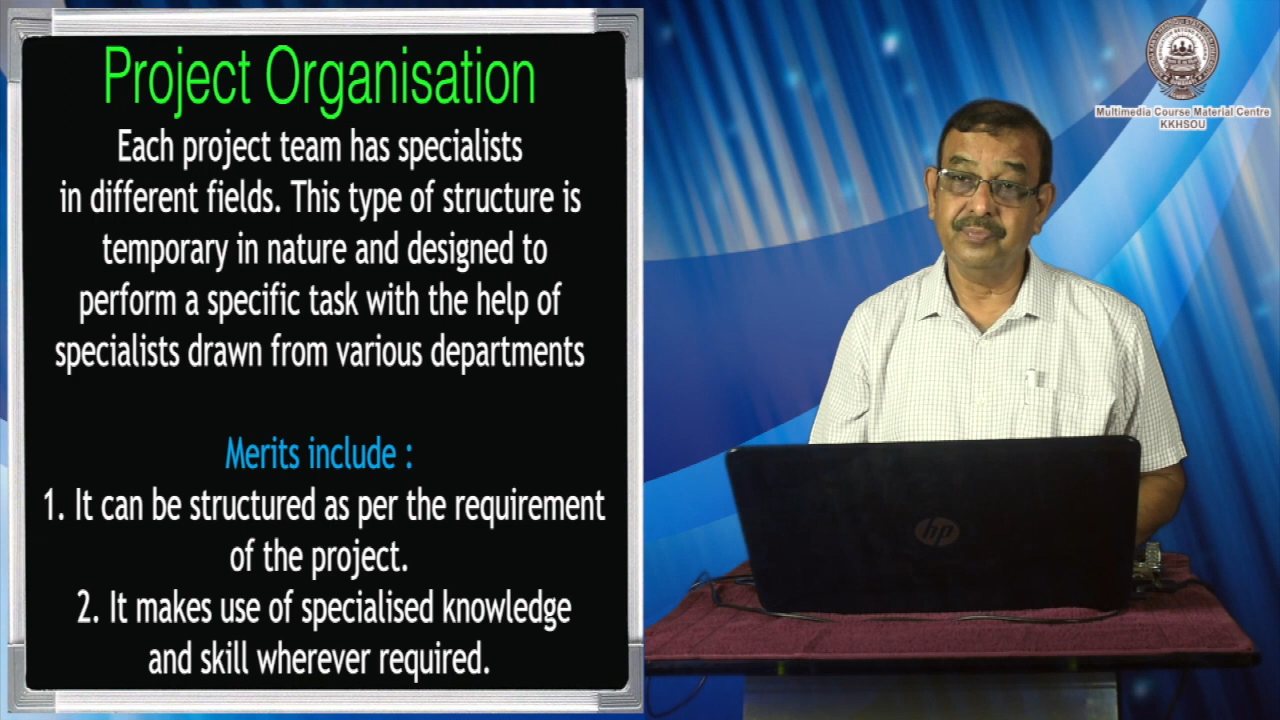 Project Organisation
Each project team has specialists
in different fields. This type of structure is
temporary in nature and designed to
perform a specific task with the help of
specialists drawn from various departments
Merits include :
1. It can be structured as per the requirement
of the project.
2. It makes use of specialised knowledge
and skill wherever required.
Multimedia Course Material Centre
KKHSOU
hp